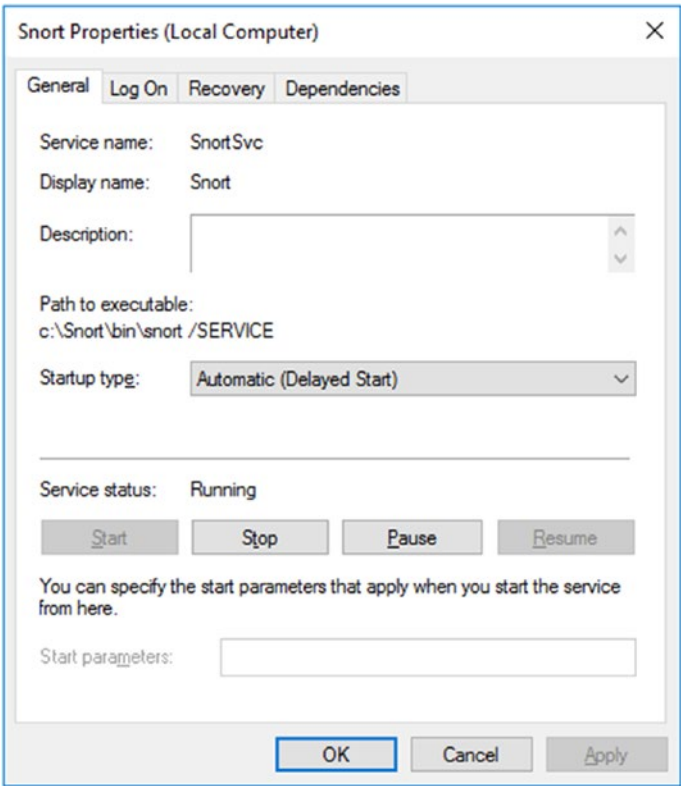 Snort Properties (Local Computer)
General Log On Recovery Dependencies
Service name: SnortSvc
Display name: Snort
Description:
Path to executable:
c:\Snort\bin\snort /SERVICE
Startup type: Automatic (Delayed Start)
Service status: Running
Start Stop Pause Resume
You can specify the start parameters that apply when you start the service
from here.
Start parameters:
OK Cancel Apply